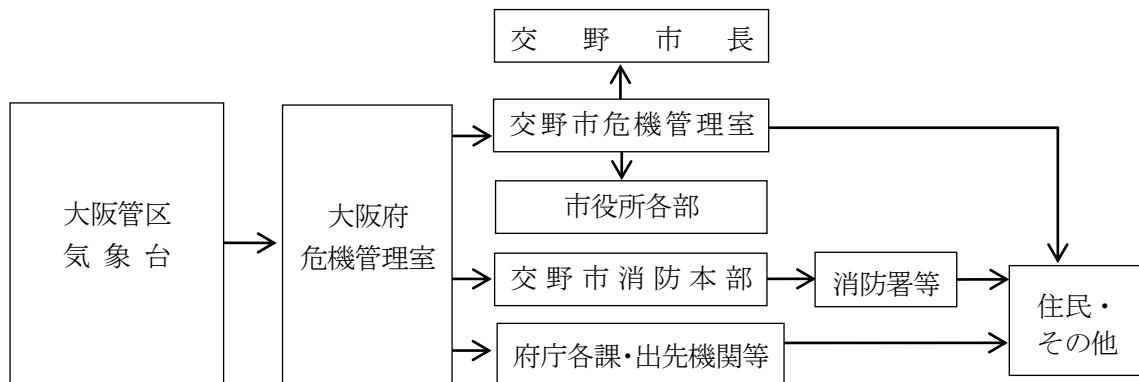 交野市長
交野市危機管理室
大阪管区
気象台
大阪府
危機管理室
市役所各部
交野市消防本部
消防署等
府庁各課・出先機関等
住民・
その他